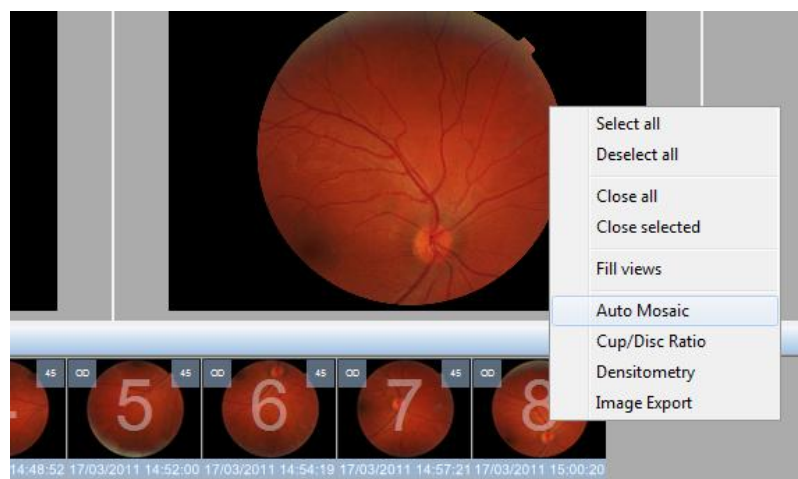 Select all
Deselect all
Close all
Close selected
Fill views
Auto Mosaic
Cup/Disc Ratio
Densitometry
Image Export
45 OD 45 OD 45 OD 45 OD
5 6 7 8
14:48:52 17/03/2011 14:52:00 17/03/2011 14:54:19 17/03/2011 14:57:21 17/03/2011 15:00:20